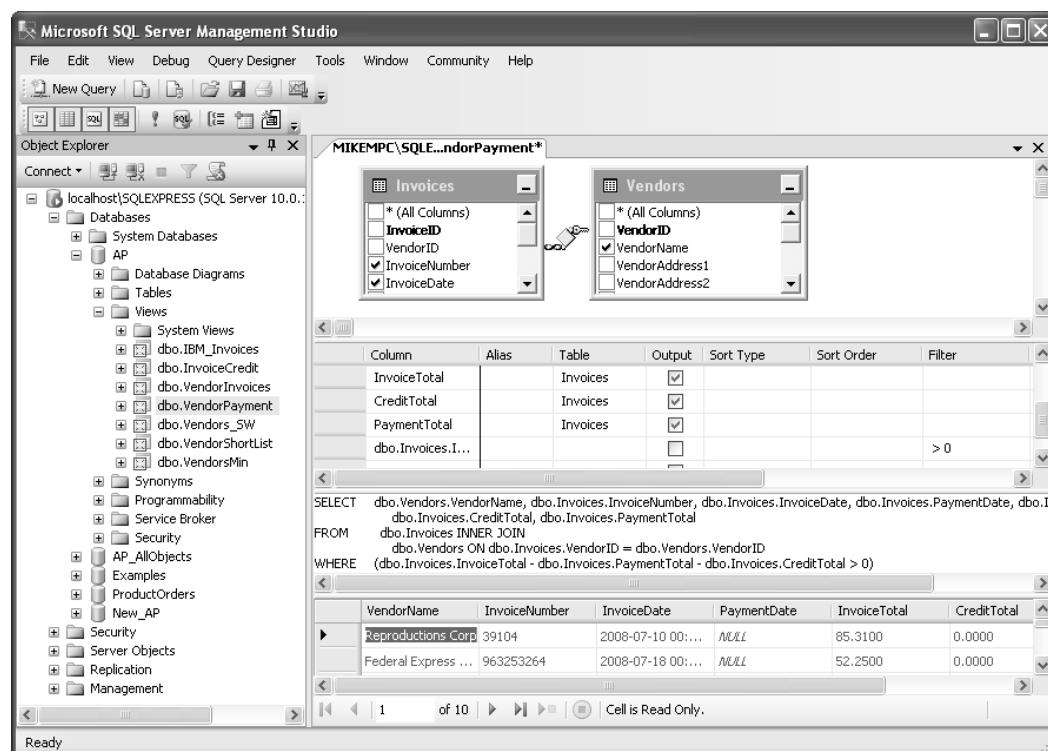 Microsoft SQL Server Management Studio
File Edit View Debug Query Designer Tools Window Community Help
New Query
SQL SQL
Object Explorer
Connect
localhost\SQLEXPRESS (SQL Server 10.0.
Databases
System Databases
AP
Database Diagrams
Tables
Views
System Views
dbo.IBM_Invoices
dbo.InvoiceCredit
dbo.VendorInvoices
dbo.VendorPayment
dbo.Vendors_SW
dbo.VendorShortList
dbo.VendorsMin
Synonyms
Programmability
Service Broker
Security
AP_AllObjects
Examples
ProductOrders
New_AP
Security
Server Objects
Replication
Management
MIKEMPC\SQLE...ndorPayment*
Invoices
* (All Columns)
InvoiceID
VendorID
InvoiceNumber
InvoiceDate
Vendors
* (All Columns)
VendorID
VendorName
VendorAddress1
VendorAddress2
Column Alias Table Output Sort Type Sort Order Filter
InvoiceTotal Invoices
CreditTotal Invoices
PaymentTotal Invoices
dbo.Invoices.I... > 0
SELECT dbo.Vendors.VendorName, dbo.Invoices.InvoiceNumber, dbo.Invoices.InvoiceDate, dbo.Invoices.PaymentDate, dbo.I
dbo.Invoices.CreditTotal, dbo.Invoices.PaymentTotal
FROM dbo.Invoices INNER JOIN
dbo.Vendors ON dbo.Invoices.VendorID = dbo.Vendors.VendorID
WHERE (dbo.Invoices.InvoiceTotal - dbo.Invoices.PaymentTotal - dbo.Invoices.CreditTotal > 0)
VendorName InvoiceNumber InvoiceDate PaymentDate InvoiceTotal CreditTotal
Reproductions Corp 39104 2008-07-10 00:... NULL 85.3100 0.0000
Federal Express ... 963253264 2008-07-18 00:... NULL 52.2500 0.0000
1 of 10 Cell is Read Only.
Ready